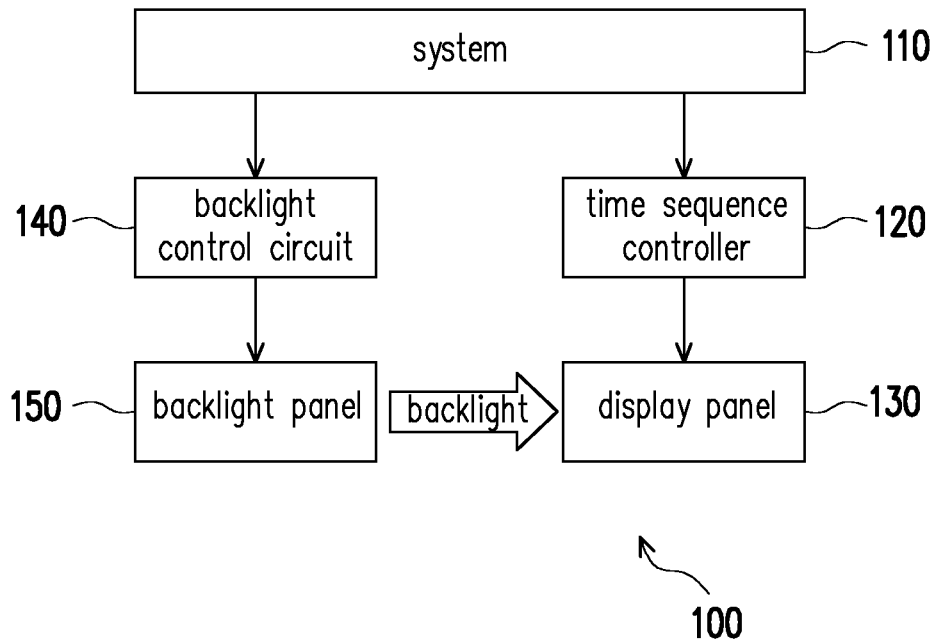 system
110
140
backlight
control circuit
time sequence
controller
120
150
backlight panel
backlight
display panel
130
100